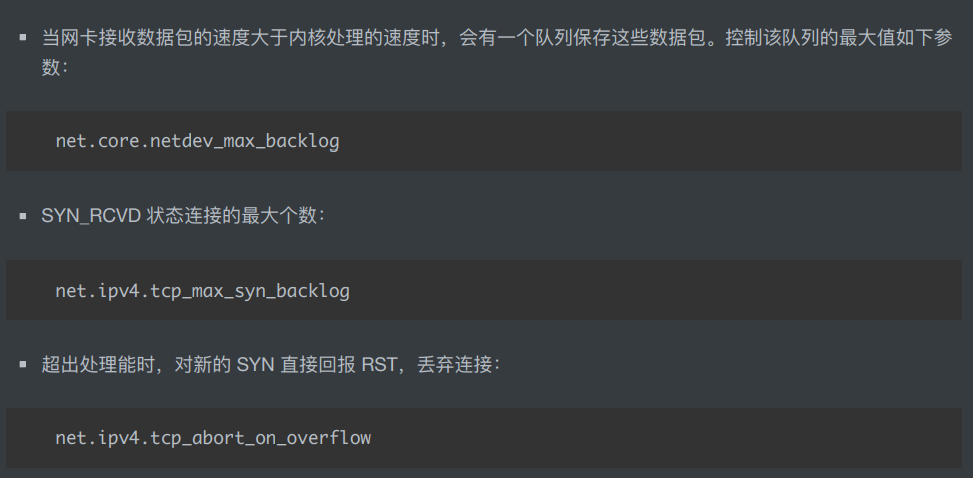 当网卡接收数据包的速度大于内核处理的速度时，会有一个队列保存这些数据包。控制该队列的最大值如下参
数：
net.core.netdev_max_backlog
SYN_RCVD 状态连接的最大个数：
net.ipv4.tcp_max_syn_backlog
超出处理能时，对新的 SYN 直接回报 RST，丢弃连接：
net.ipv4.tcp_abort_on_overflow